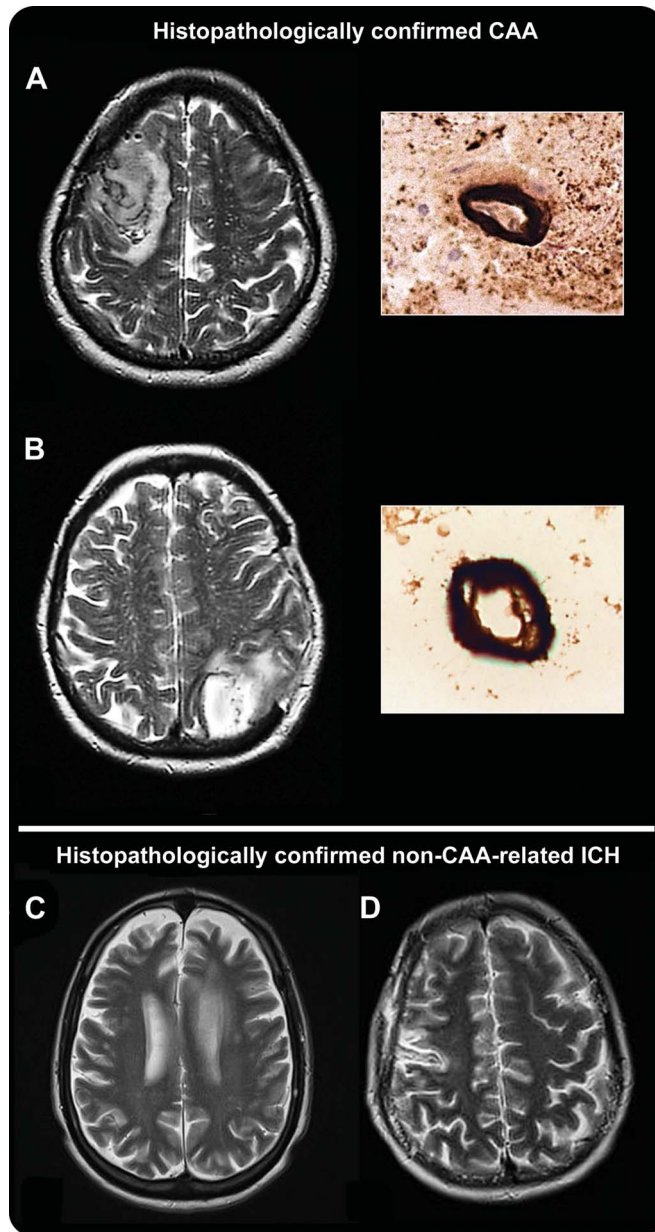 Histopathologically confirmed CAA
A
B
Histopathologically confirmed non-CAA-related ICH
C
D